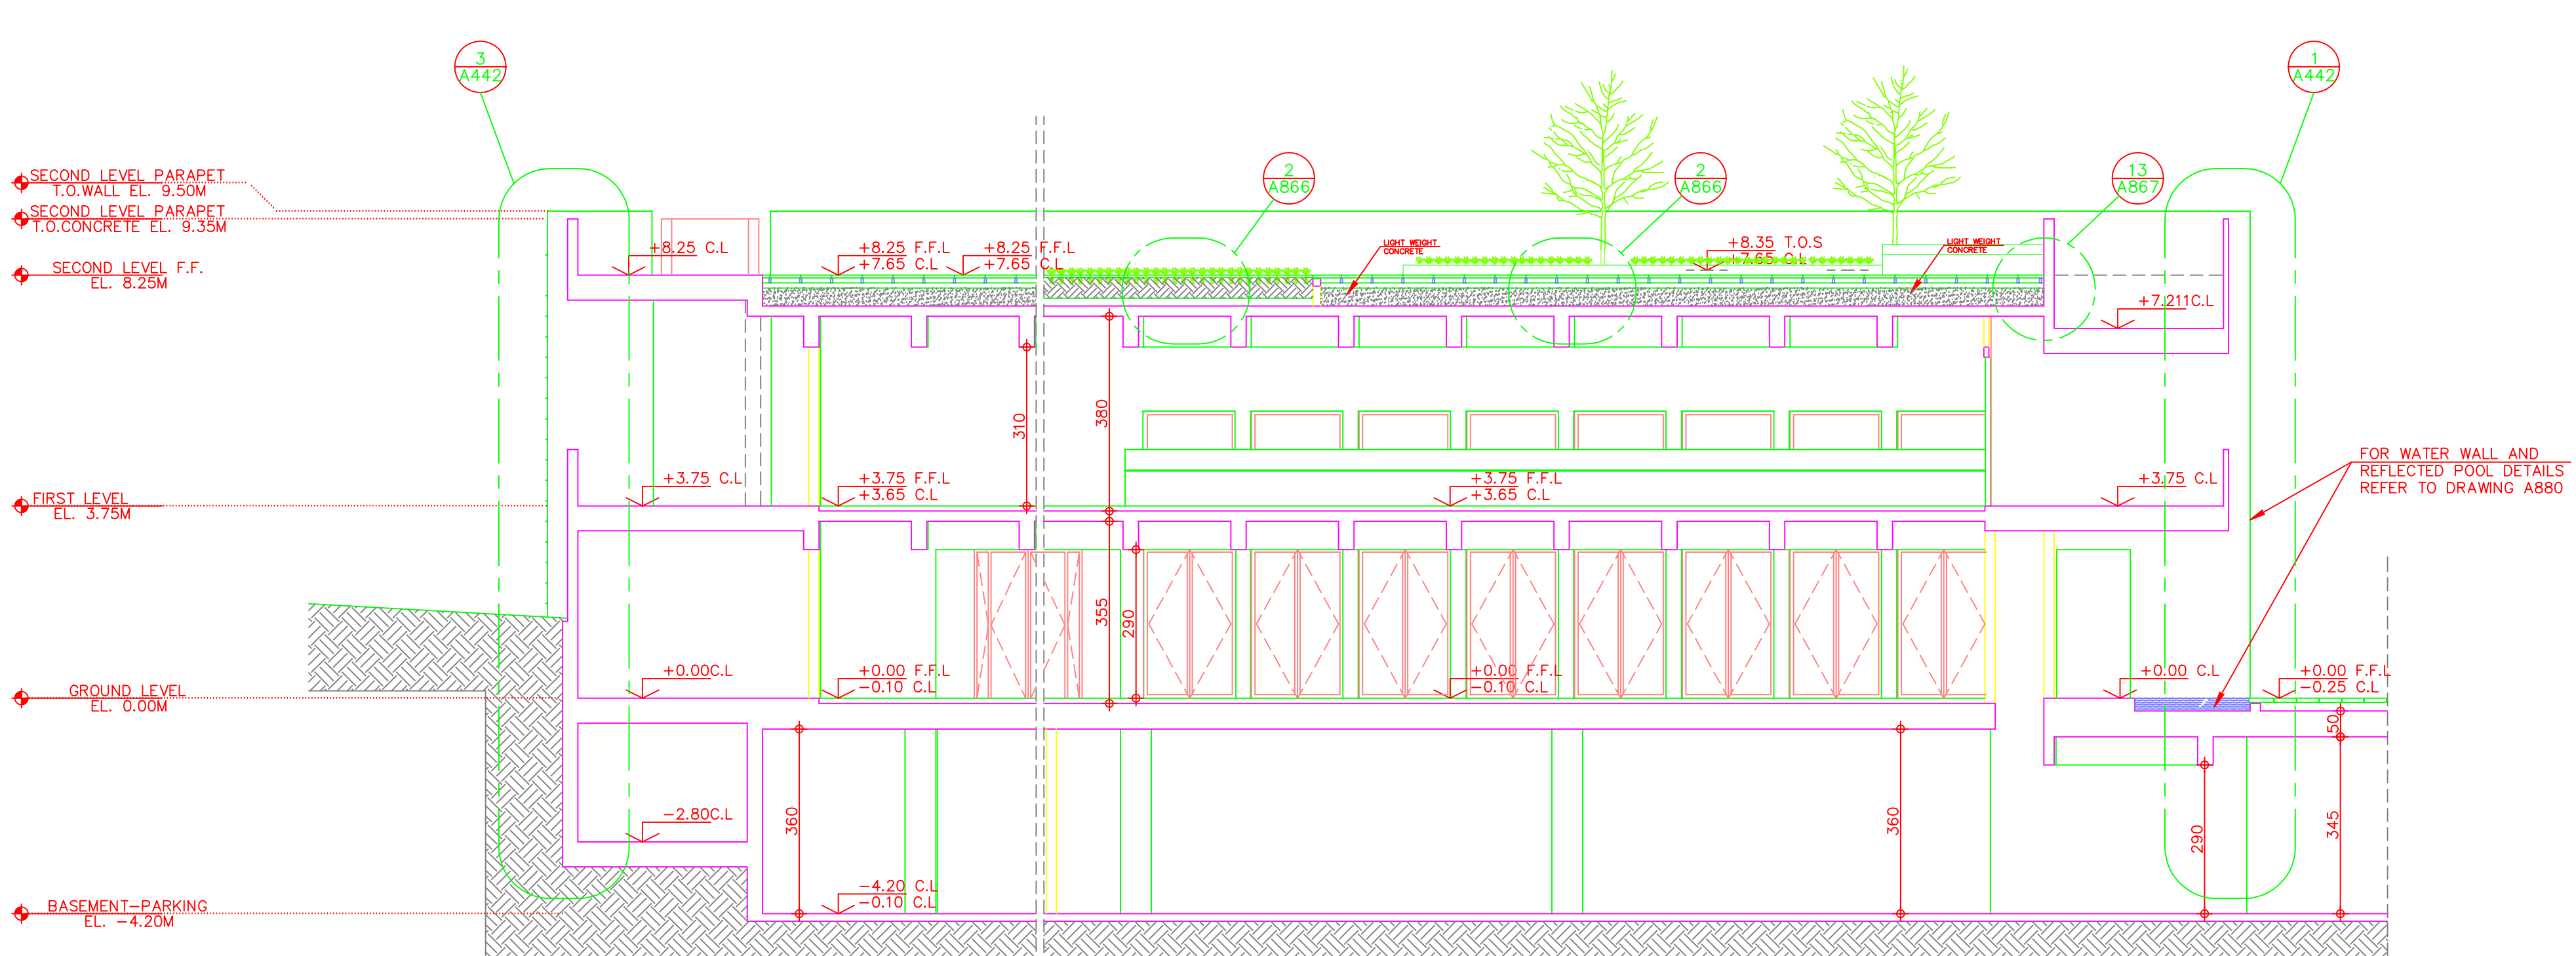 3
A442
1
A442
2
A866
2
A866
13
A867
SECOND LEVEL PARAPET
T.O.WALL EL. 9.50M
SECOND LEVEL PARAPET
T.O.CONCRETE EL. 9.35M
SECOND LEVEL F.F.
EL. 8.25M
+8.25 C.L
+8.25 F.F.L
+7.65 C.L
+8.25 F.F.L
+7.65 C.L
LIGHT WEIGHT
CONCRETE
+8.35 T.O.S
+7.65 C.L
LIGHT WEIGHT
CONCRETE
+7.211C.L
310
380
FIRST LEVEL
EL. 3.75M
+3.75 C.L
+3.75 F.F.L
+3.65 C.L
+3.75 F.F.L
+3.65 C.L
+3.75 C.L
FOR WATER WALL AND
REFLECTED POOL DETAILS
REFER TO DRAWING A880
355
290
GROUND LEVEL
EL. 0.00M
+0.00C.L
+0.00 F.F.L
-0.10 C.L
+0.00 F.F.L
-0.10 C.L
+0.00 C.L
+0.00 F.F.L
-0.25 C.L
50
360
360
290
345
-2.80C.L
BASEMENT-PARKING
EL. -4.20M
-4.20 C.L
-0.10 C.L